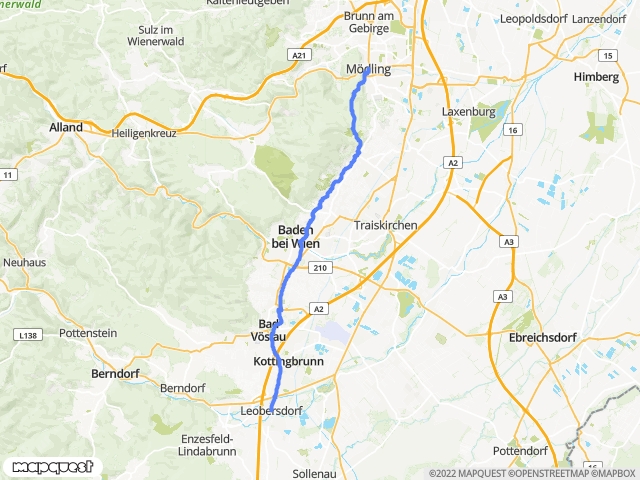 Kaltenleutgeben
Brunn am
Gebirge
Leopoldsdorf
Lanzendorf
Sulz im
Wienerwald
A21
15
Mödling
Himberg
Laxenburg
Alland
Heiligenkreuz
16
A2
11
Traiskirchen
Baden
bei Wien
A3
Neuhaus
210
A3
A2
L138
Pottenstein
Bad
Vöslau
Ebreichsdorf
Kottingbrunn
Berndorf
Berndorf
Leobersdorf
Enzesfeld-
Lindabrunn
Pottendorf
Sollenau
mapquest
©2022 MAPQUEST ©OPENSTREETMAP ©MAPBOX